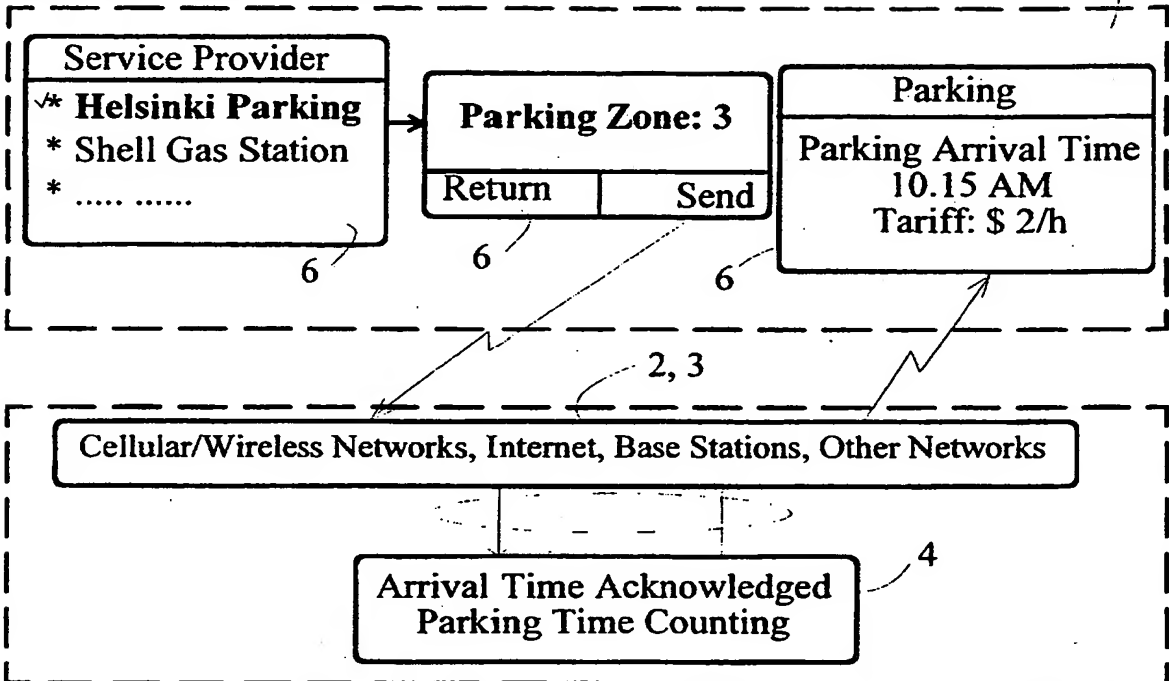 Service Provider
√* Helsinki Parking
* Shell Gas Station
* ..... ......
6
Parking Zone: 3
Return
Send
6
Parking
Parking Arrival Time
10.15 AM
Tariff: $ 2/h
6
2, 3
Cellular/Wireless Networks, Internet, Base Stations, Other Networks
Arrival Time Acknowledged
Parking Time Counting
4